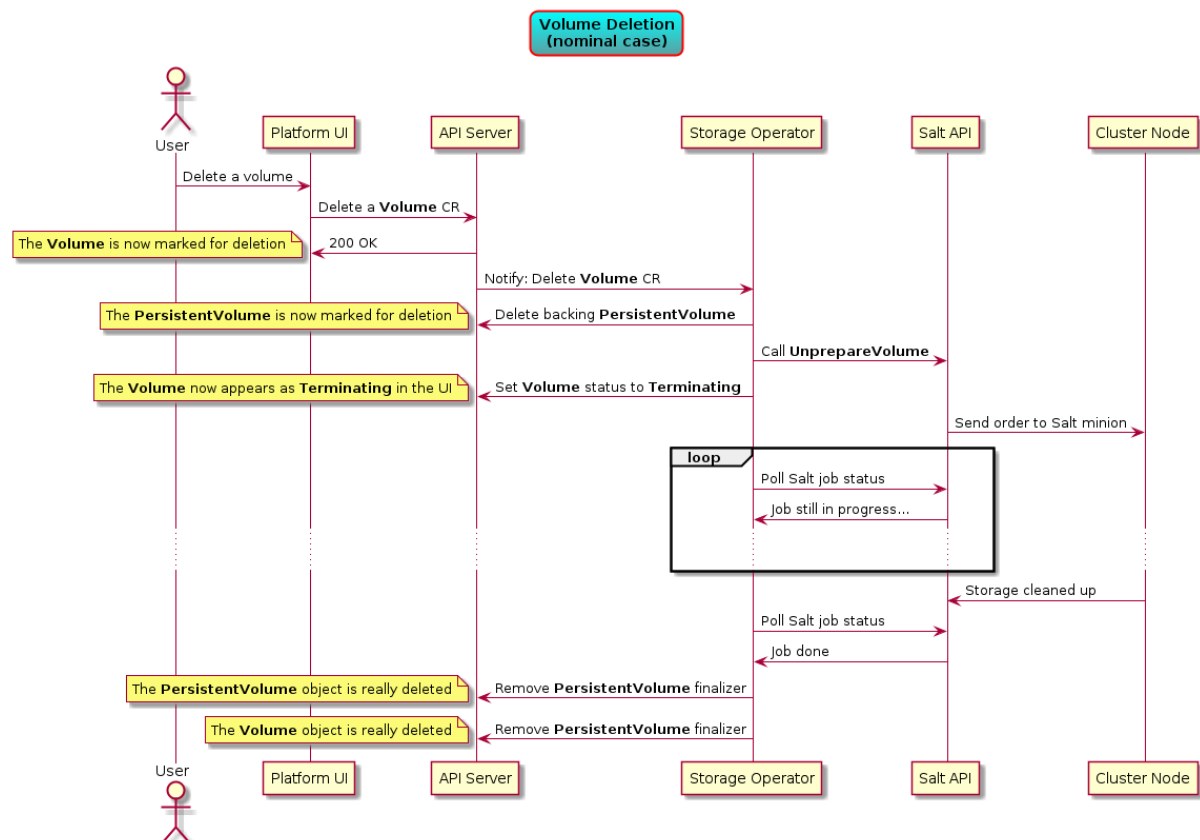 Volume Deletion
(nominal case)
User
Platform UI
API Server
Storage Operator
Salt API
Cluster Node
Delete a volume
Delete a Volume CR
The Volume is now marked for deletion
200 OK
Notify: Delete Volume CR
The PersistentVolume is now marked for deletion
Delete backing PersistentVolume
Call UnprepareVolume
The Volume now appears as Terminating in the UI
Set Volume status to Terminating
Send order to Salt minion
loop
Poll Salt job status
Job still in progress...
Storage cleaned up
Poll Salt job status
Job done
The PersistentVolume object is really deleted
Remove PersistentVolume finalizer
The Volume object is really deleted
Remove PersistentVolume finalizer
User
Platform UI
API Server
Storage Operator
Salt API
Cluster Node